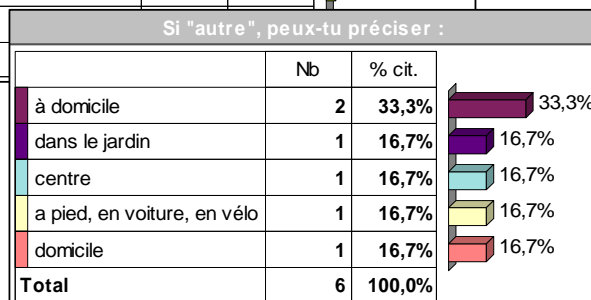 Si "autre", peux-tu préciser :
Nb % cit.
à domicile 2 33,3% 33,3%
dans le jardin 1 16,7% 16,7%
centre 1 16,7% 16,7%
a pied, en voiture, en vélo 1 16,7% 16,7%
domicile 1 16,7% 16,7%
Total 6 100,0%